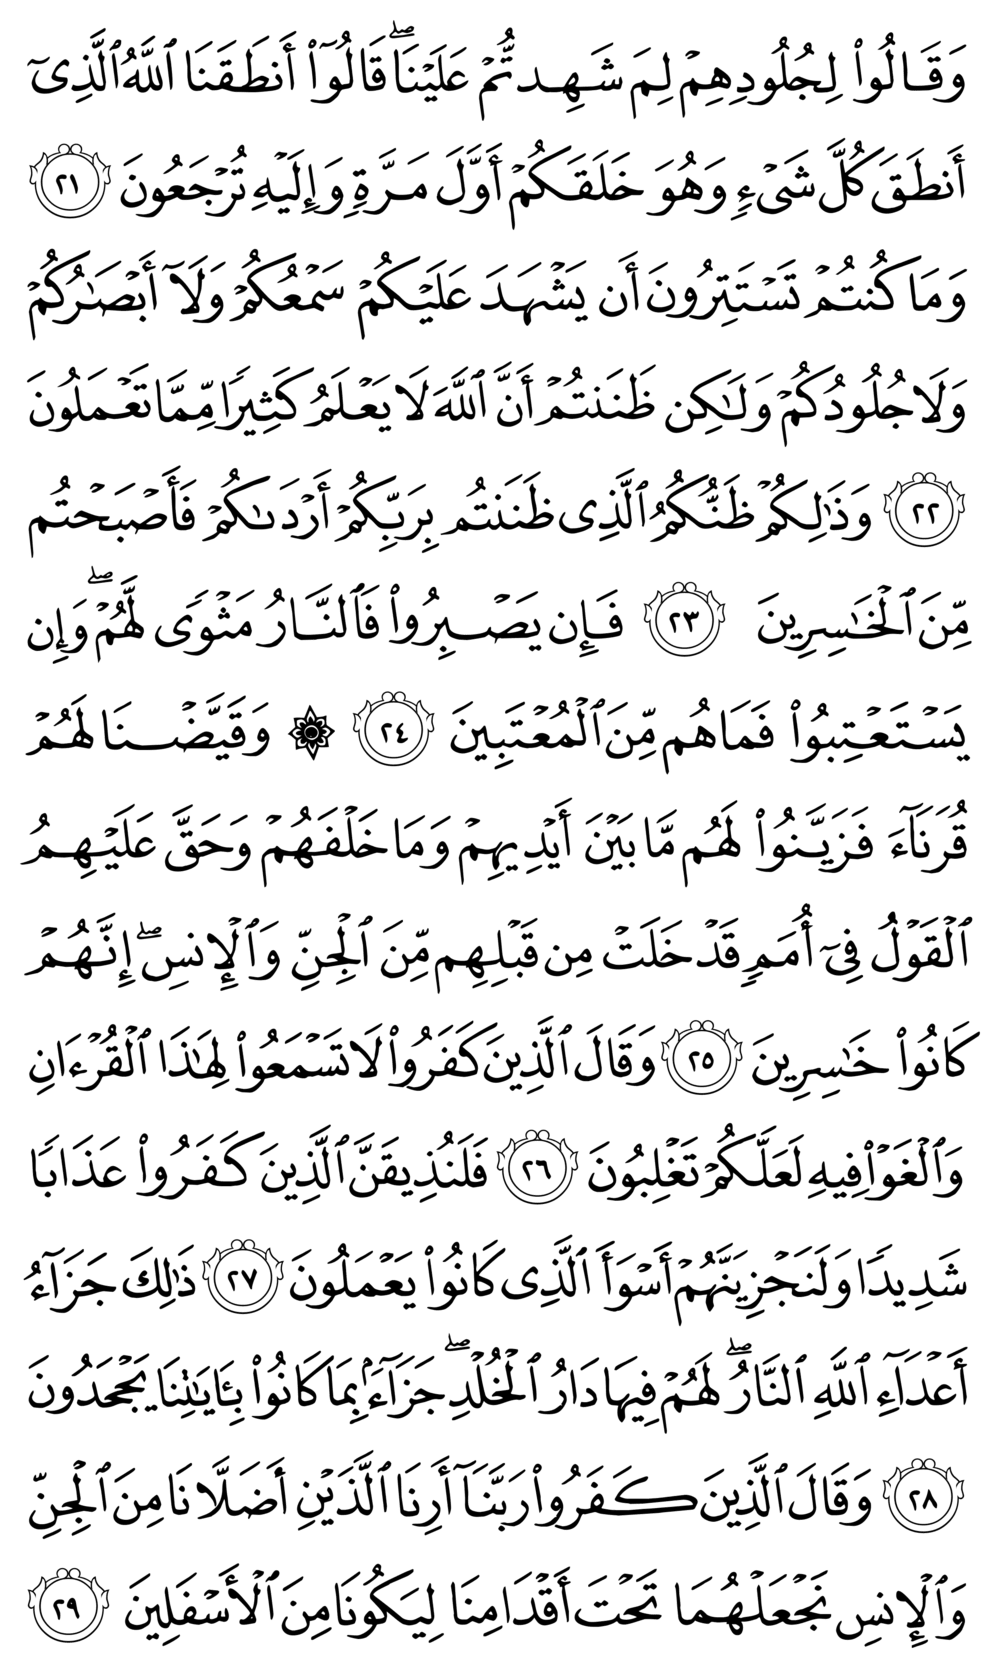 وَقَالُوا۟ لِجُلُودِهِمْ لِمَ شَهِدتُّمْ عَلَيْنَا ۖ قَالُوٓا۟ أَنطَقَنَا ٱللَّهُ ٱلَّذِىٓ
أَنطَقَ كُلَّ شَىْءٍ وَهُوَ خَلَقَكُمْ أَوَّلَ مَرَّةٍ وَإِلَيْهِ تُرْجَعُونَ ٢١
وَمَا كُنتُمْ تَسْتَتِرُونَ أَن يَشْهَدَ عَلَيْكُمْ سَمْعُكُمْ وَلَآ أَبْصَـٰرُكُمْ
وَلَا جُلُودُكُمْ وَلَـٰكِن ظَنَنتُمْ أَنَّ ٱللَّهَ لَا يَعْلَمُ كَثِيرًا مِّمَّا تَعْمَلُونَ
٢٢ وَذَٰلِكُمْ ظَنُّكُمُ ٱلَّذِى ظَنَنتُم بِرَبِّكُمْ أَرْدَىٰكُمْ فَأَصْبَحْتُم
مِّنَ ٱلْخَـٰسِرِينَ ٢٣ فَإِن يَصْبِرُوا۟ فَٱلنَّارُ مَثْوًى لَّهُمْ ۖ وَإِن
يَسْتَعْتِبُوا۟ فَمَا هُم مِّنَ ٱلْمُعْتَبِينَ ٢٤ ۞ وَقَيَّضْنَا لَهُمْ
قُرَنَآءَ فَزَيَّنُوا۟ لَهُم مَّا بَيْنَ أَيْدِيهِمْ وَمَا خَلْفَهُمْ وَحَقَّ عَلَيْهِمُ
ٱلْقَوْلُ فِىٓ أُمَمٍ قَدْ خَلَتْ مِن قَبْلِهِم مِّنَ ٱلْجِنِّ وَٱلْإِنسِ ۖ إِنَّهُمْ
كَانُوا۟ خَـٰسِرِينَ ٢٥ وَقَالَ ٱلَّذِينَ كَفَرُوا۟ لَا تَسْمَعُوا۟ لِهَـٰذَا ٱلْقُرْءَانِ
وَٱلْغَوْا۟ فِيهِ لَعَلَّكُمْ تَغْلِبُونَ ٢٦ فَلَنُذِيقَنَّ ٱلَّذِينَ كَفَرُوا۟ عَذَابًا
شَدِيدًا وَلَنَجْزِيَنَّهُمْ أَسْوَأَ ٱلَّذِى كَانُوا۟ يَعْمَلُونَ ٢٧ ذَٰلِكَ جَزَآءُ
أَعْدَآءِ ٱللَّهِ ٱلنَّارُ ۖ لَهُمْ فِيهَا دَارُ ٱلْخُلْدِ ۖ جَزَآءًۢ بِمَا كَانُوا۟ بِـَٔايَـٰتِنَا يَجْحَدُونَ
٢٨ وَقَالَ ٱلَّذِينَ كَفَرُوا۟ رَبَّنَآ أَرِنَا ٱلَّذَيْنِ أَضَلَّانَا مِنَ ٱلْجِنِّ
وَٱلْإِنسِ نَجْعَلْهُمَا تَحْتَ أَقْدَامِنَا لِيَكُونَا مِنَ ٱلْأَسْفَلِينَ ٢٩